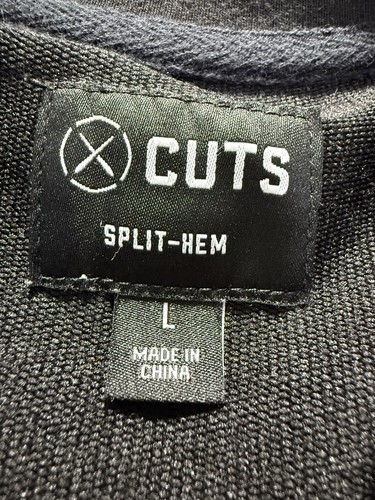 CUTS
SPLIT-HEM
L
MADE IN
CHINA